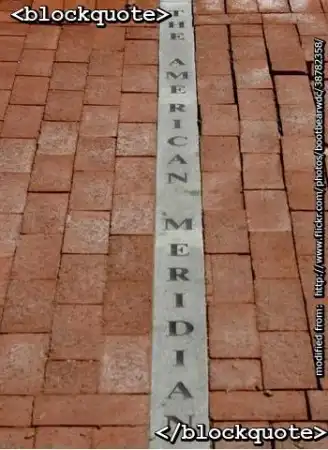 <blockquote>
THE AMERICAN MERIDIAN
modified from: http://www.flickr.com/photos/bootbearwdc/38782358/
</blockquote>